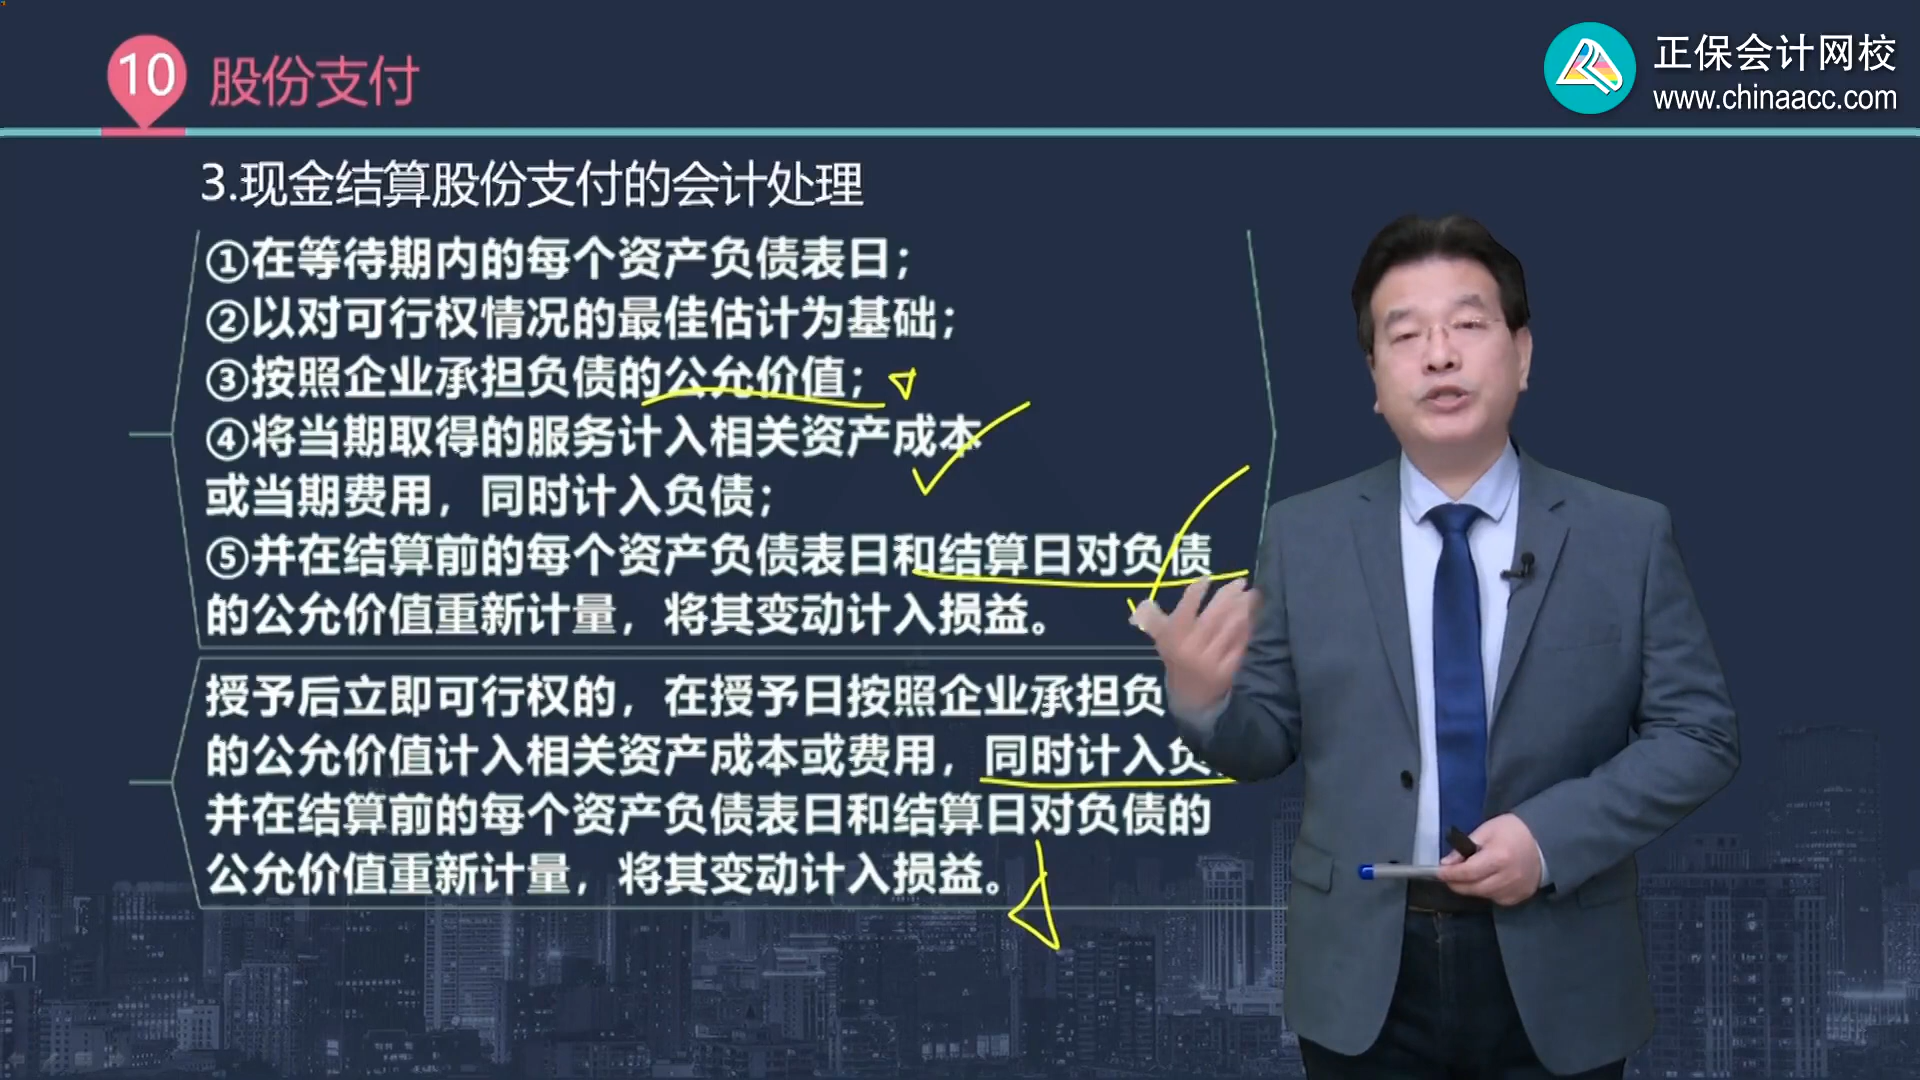 10 股份支付
正保会计网校
www.chinaacc.com
3.现金结算股份支付的会计处理
①在等待期内的每个资产负债表日；
②以对可行权情况的最佳估计为基础；
③按照企业承担负债的公允价值；
④将当期取得的服务计入相关资产成本
或当期费用，同时计入负债；
⑤并在结算前的每个资产负债表日和结算日对负债
的公允价值重新计量，将其变动计入损益。
授予后立即可行权的，在授予日按照企业承担负
的公允价值计入相关资产成本或费用，同时计入负
并在结算前的每个资产负债表日和结算日对负债的
公允价值重新计量，将其变动计入损益。